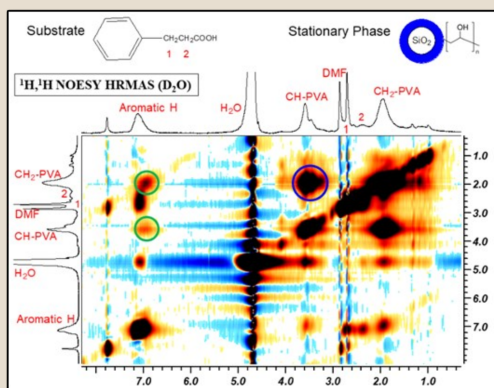 Substrate
CH₂CH₂COOH
1 2
Stationary Phase
SiO₂
OH
n
¹H,¹H NOESY HRMAS (D₂O)
Aromatic H
H₂O
CH-PVA
DMF
1
2
CH₂-PVA
CH₂-PVA
2
1
DMF
CH-PVA
H₂O
Aromatic H
1.0
2.0
3.0
4.0
5.0
6.0
7.0
7.0 6.0 5.0 4.0 3.0 2.0 1.0